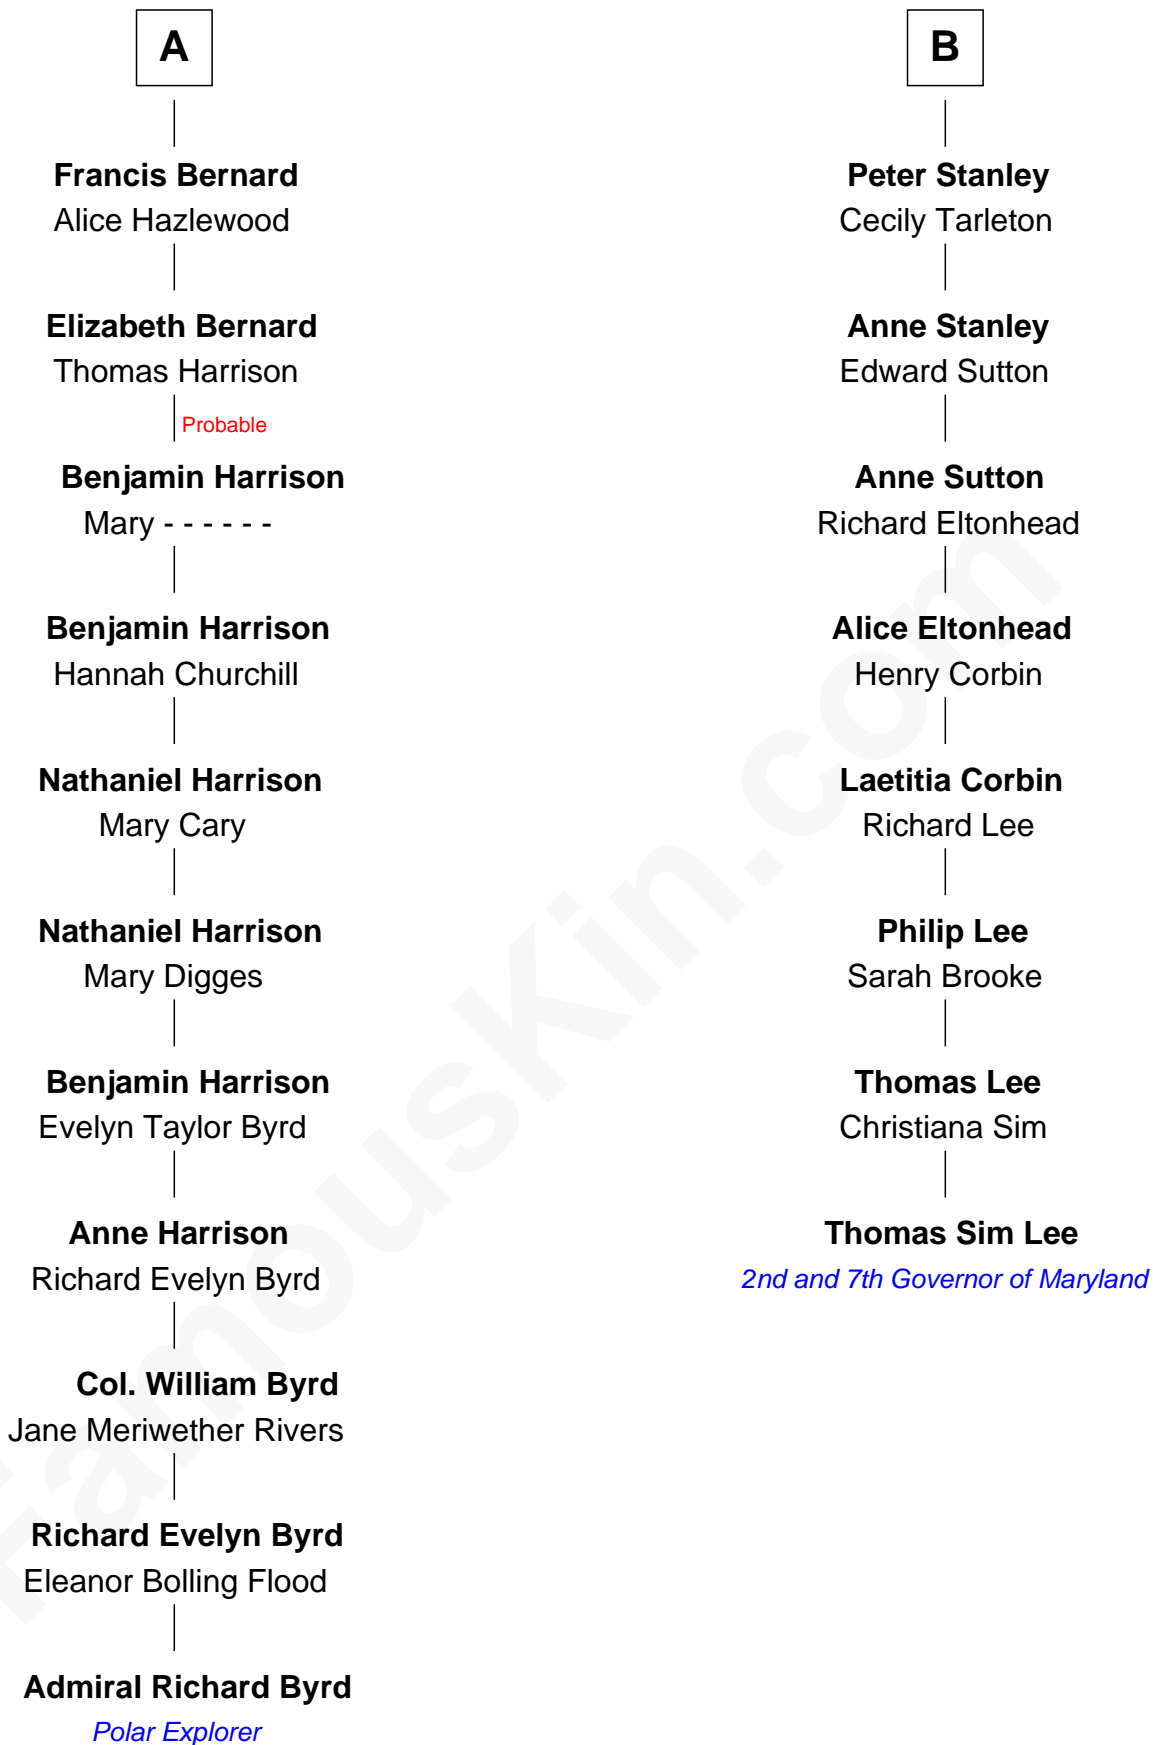 A
Francis Bernard
Alice Hazlewood
Elizabeth Bernard
Thomas Harrison
Probable
Benjamin Harrison
Mary - - - - - -
Benjamin Harrison
Hannah Churchill
Nathaniel Harrison
Mary Cary
Nathaniel Harrison
Mary Digges
Benjamin Harrison
Evelyn Taylor Byrd
Anne Harrison
Richard Evelyn Byrd
Col. William Byrd
Jane Meriwether Rivers
Richard Evelyn Byrd
Eleanor Bolling Flood
Admiral Richard Byrd
Polar Explorer
B
Peter Stanley
Cecily Tarleton
Anne Stanley
Edward Sutton
Anne Sutton
Richard Eltonhead
Alice Eltonhead
Henry Corbin
Laetitia Corbin
Richard Lee
Philip Lee
Sarah Brooke
Thomas Lee
Christiana Sim
Thomas Sim Lee
2nd and 7th Governor of Maryland
FamousKin.com